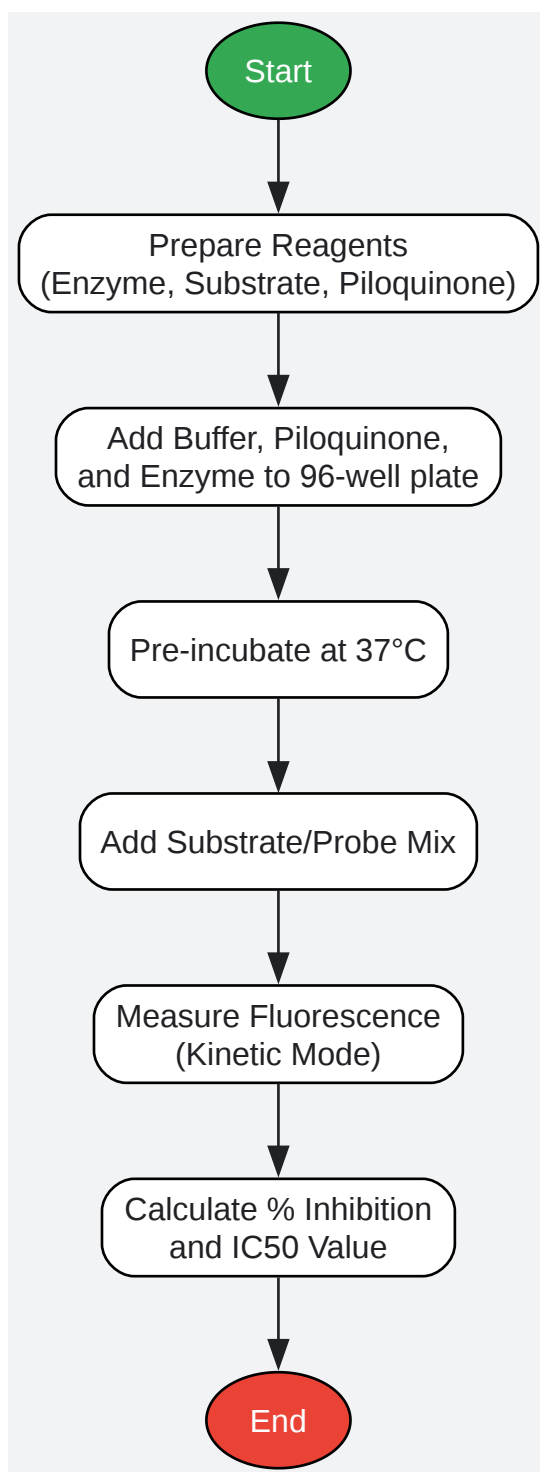 Start
Prepare Reagents
(Enzyme, Substrate, Piloquinone)
Add Buffer, Piloquinone,
and Enzyme to 96-well plate
Pre-incubate at 37°C
Add Substrate/Probe Mix
Measure Fluorescence
(Kinetic Mode)
Calculate % Inhibition
and IC50 Value
End